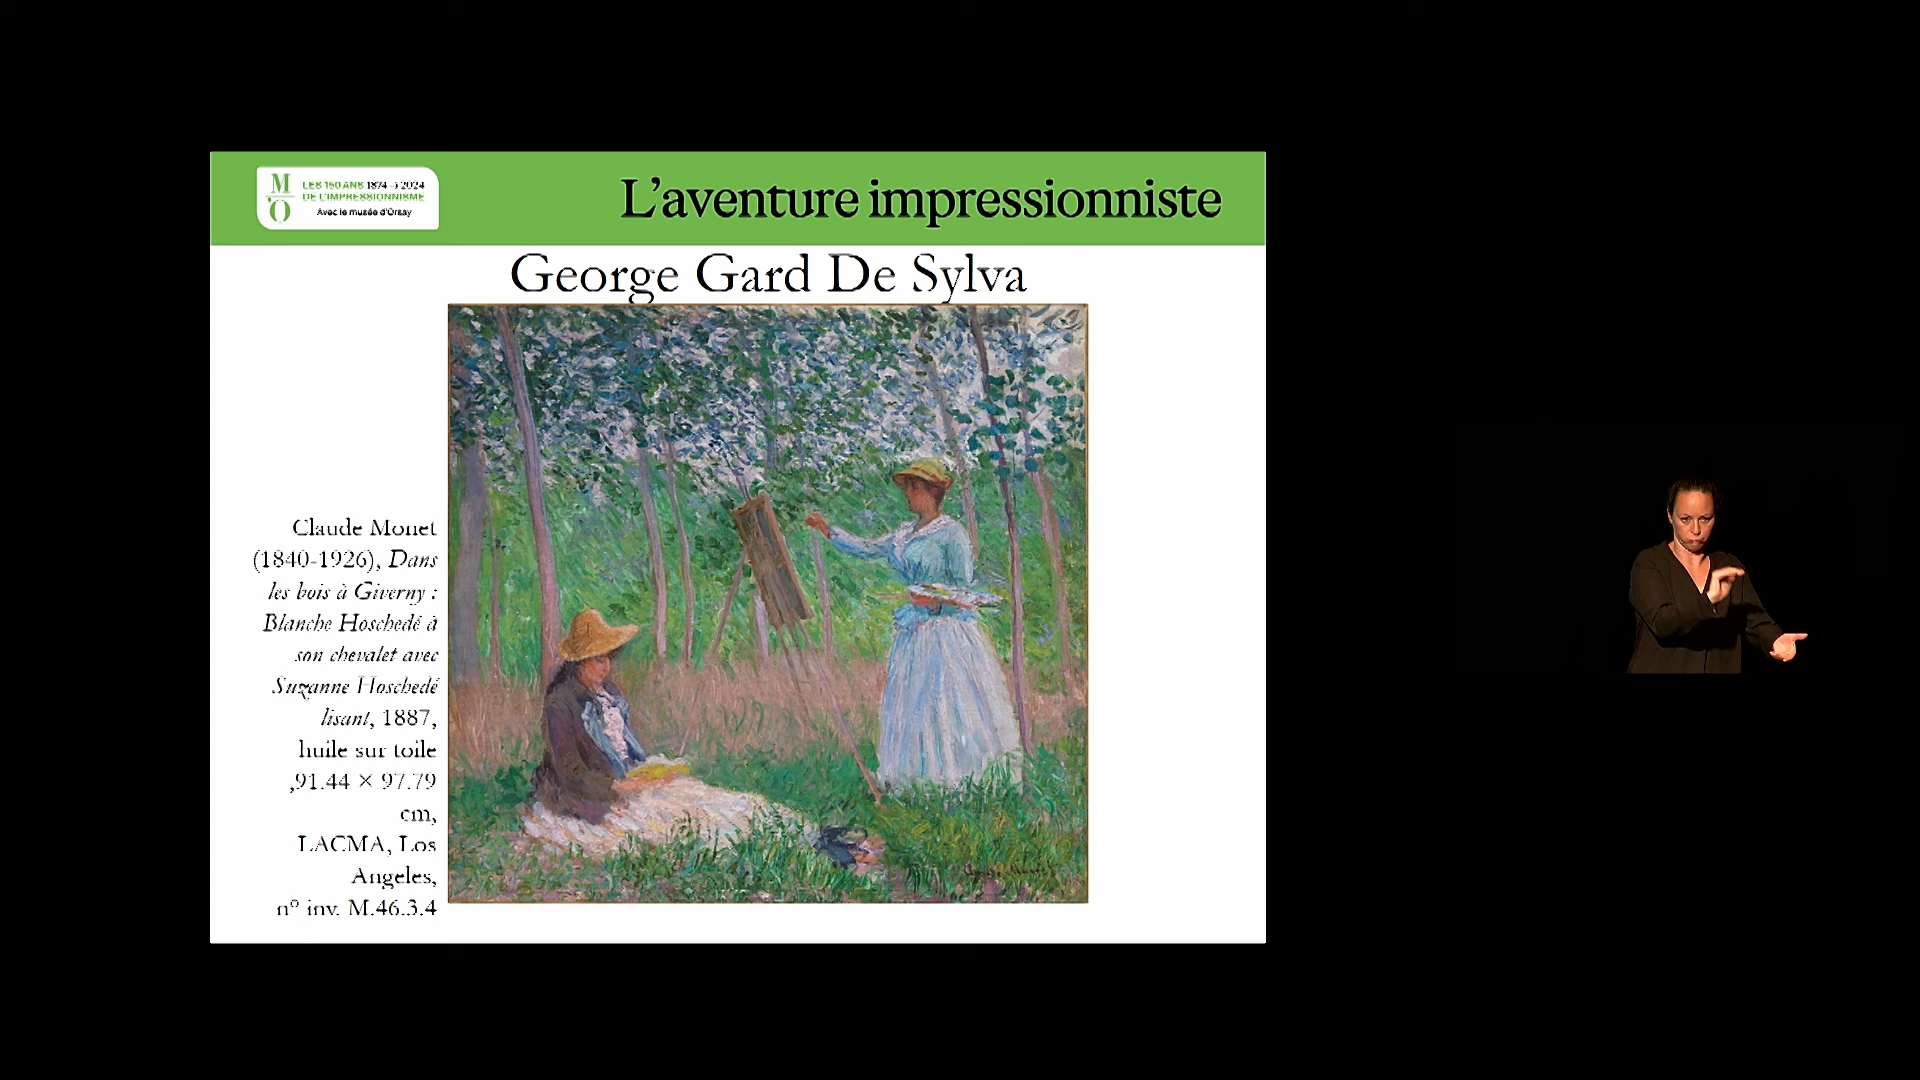 M
'O
LES 150 ANS 1874 → 2024
DE L'IMPRESSIONNISME
Avec le musée d'Orsay
L'aventure impressionniste
George Gard De Sylva
Claude Monet
(1840-1926), Dans
les bois à Giverny :
Blanche Hoschedé à
son chevalet avec
Suzanne Hoschedé
lisant, 1887,
huile sur toile
,91.44 × 97.79
cm,
LACMA, Los
Angeles,
n° inv. M.46.3.4